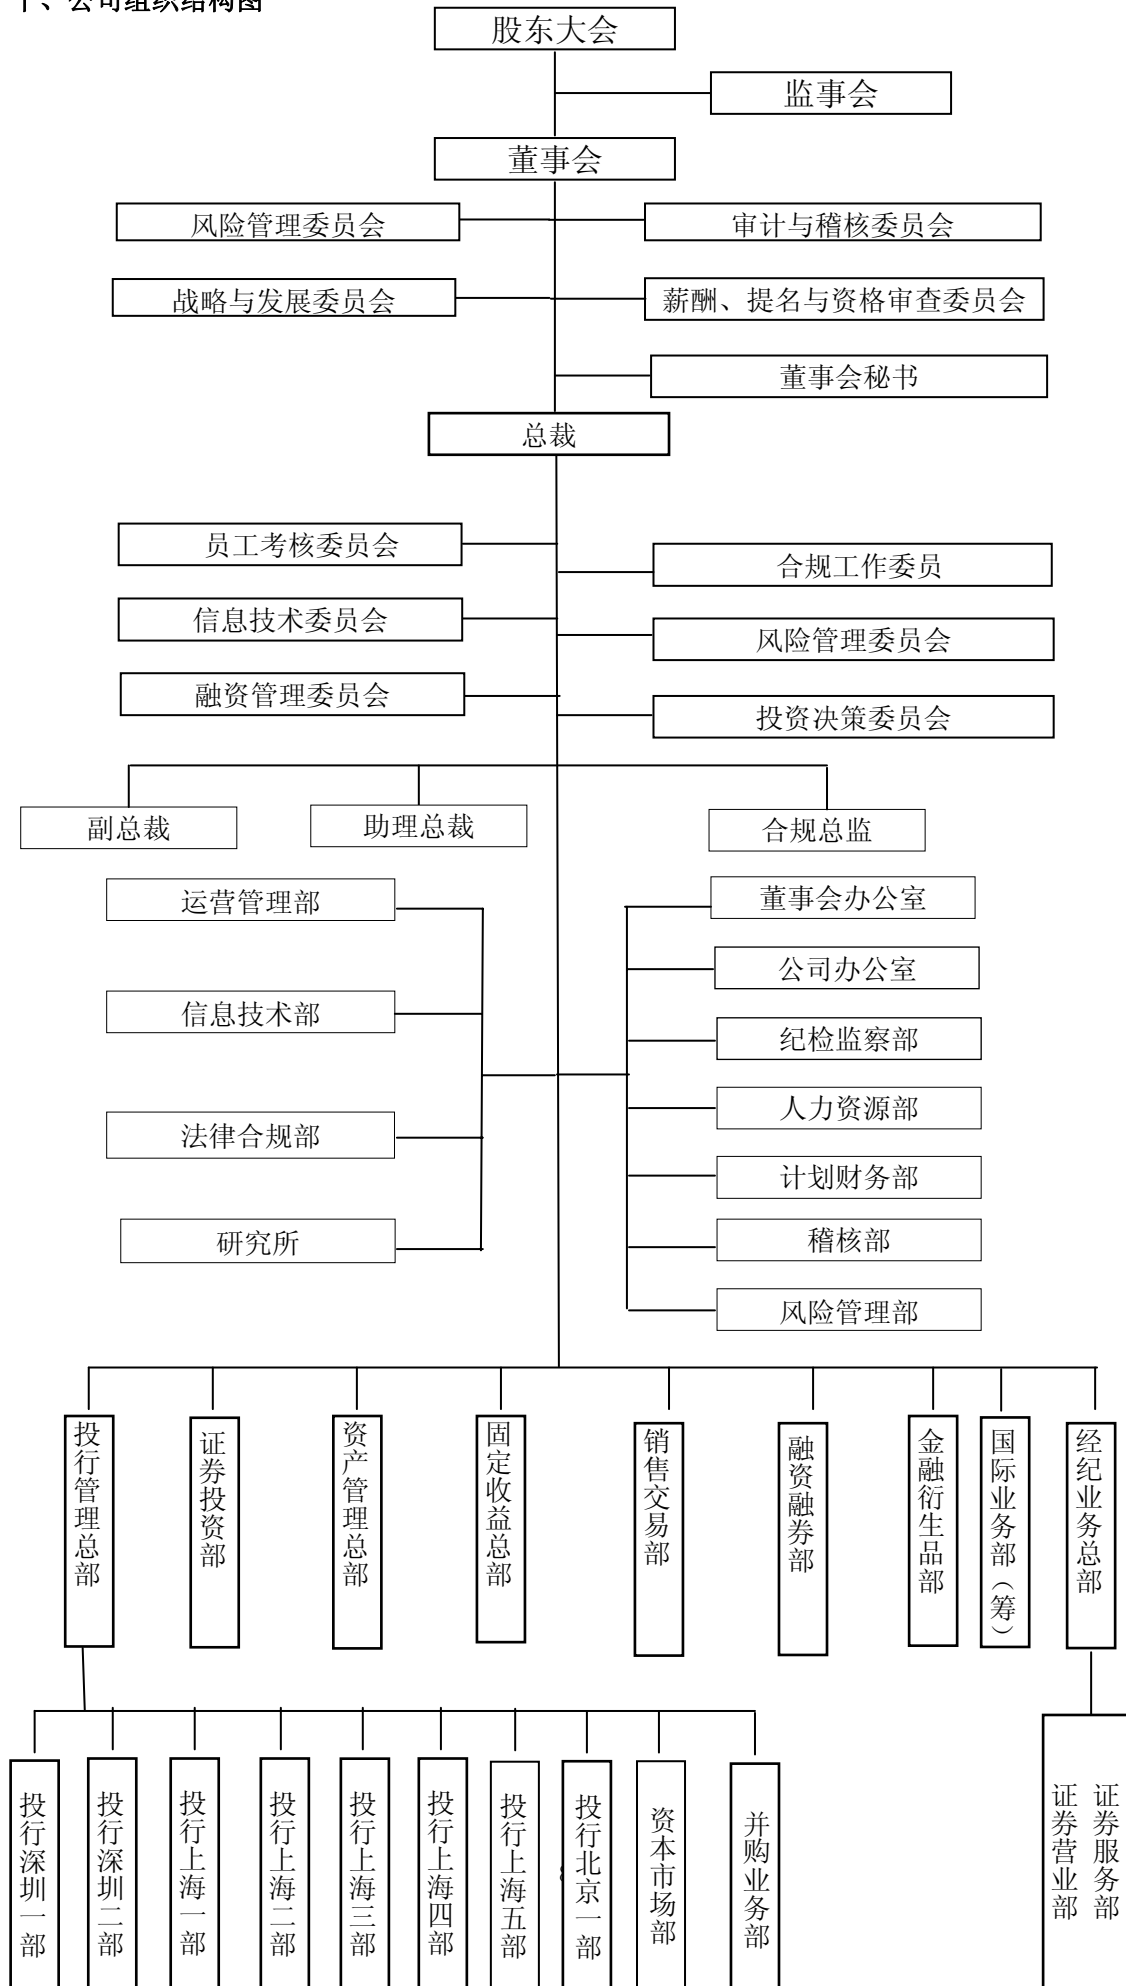 十、公司组织结构图
股东大会
监事会
董事会
风险管理委员会
审计与稽核委员会
战略与发展委员会
薪酬、提名与资格审查委员会
董事会秘书
总裁
员工考核委员会
合规工作委员
信息技术委员会
风险管理委员会
融资管理委员会
投资决策委员会
副总裁
助理总裁
合规总监
运营管理部
董事会办公室
公司办公室
信息技术部
纪检监察部
人力资源部
法律合规部
计划财务部
研究所
稽核部
风险管理部
投行管理总部
证券投资部
资产管理总部
固定收益总部
销售交易部
融资融券部
金融衍生品部
国际业务部（筹）
经纪业务总部
投行深圳一部
投行深圳二部
投行上海一部
投行上海二部
投行上海三部
投行上海四部
投行上海五部
投行北京一部
资本市场部
并购业务部
证券营业部
证券服务部